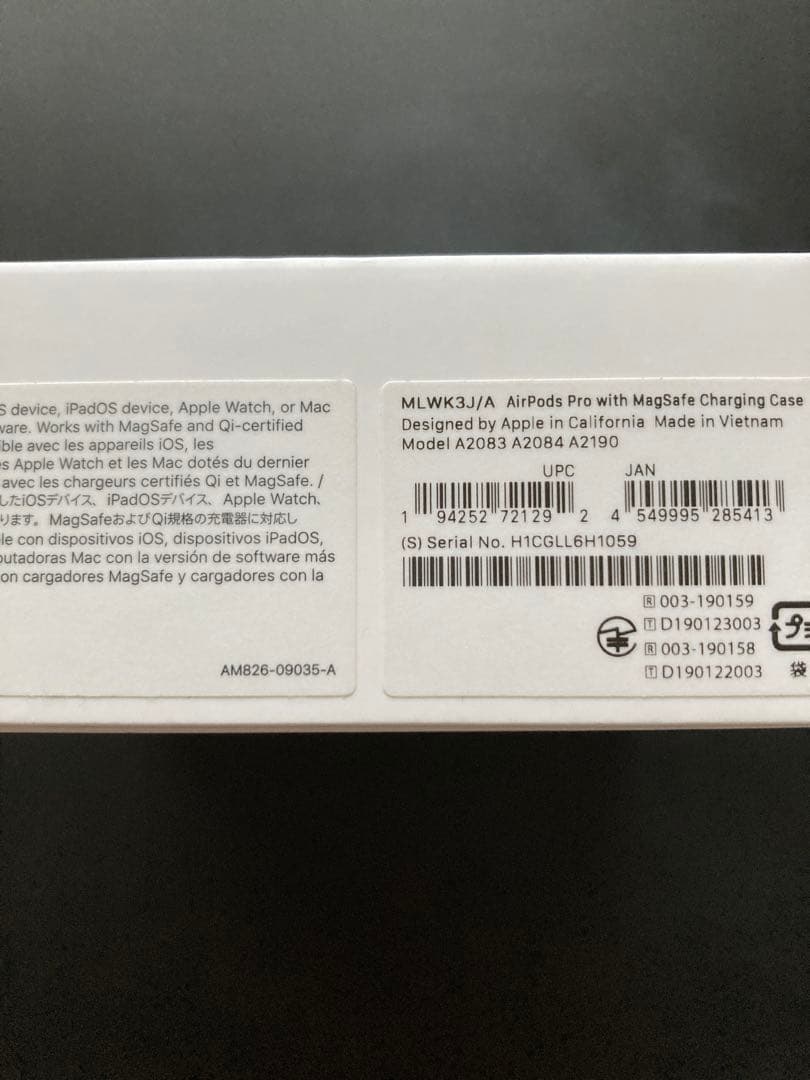 S device, iPadOS device, Apple Watch, or Mac
ware. Works with MagSafe and Qi-certified
ible avec les appareils iOS, les
s Apple Watch et les Mac dotés du dernier
avec les chargeurs certifiés Qi et MagSafe. /
したiOSデバイス、iPadOSデバイス、Apple Watch、
ります。MagSafeおよびQi規格の充電器に対応し
le con dispositivos iOS, dispositivos iPadOS,
outadoras Mac con la versión de software más
on cargadores MagSafe y cargadores con la
AM826-09035-A
MLWK3J/A AirPods Pro with MagSafe Charging Case
Designed by Apple in California Made in Vietnam
Model A2083 A2084 A2190
UPC JAN
1 94252 72129 2 4 549995 285413
(S) Serial No. H1CGLL6H1059
R 003-190159
T D190123003
R 003-190158
T D190122003
プラ
袋